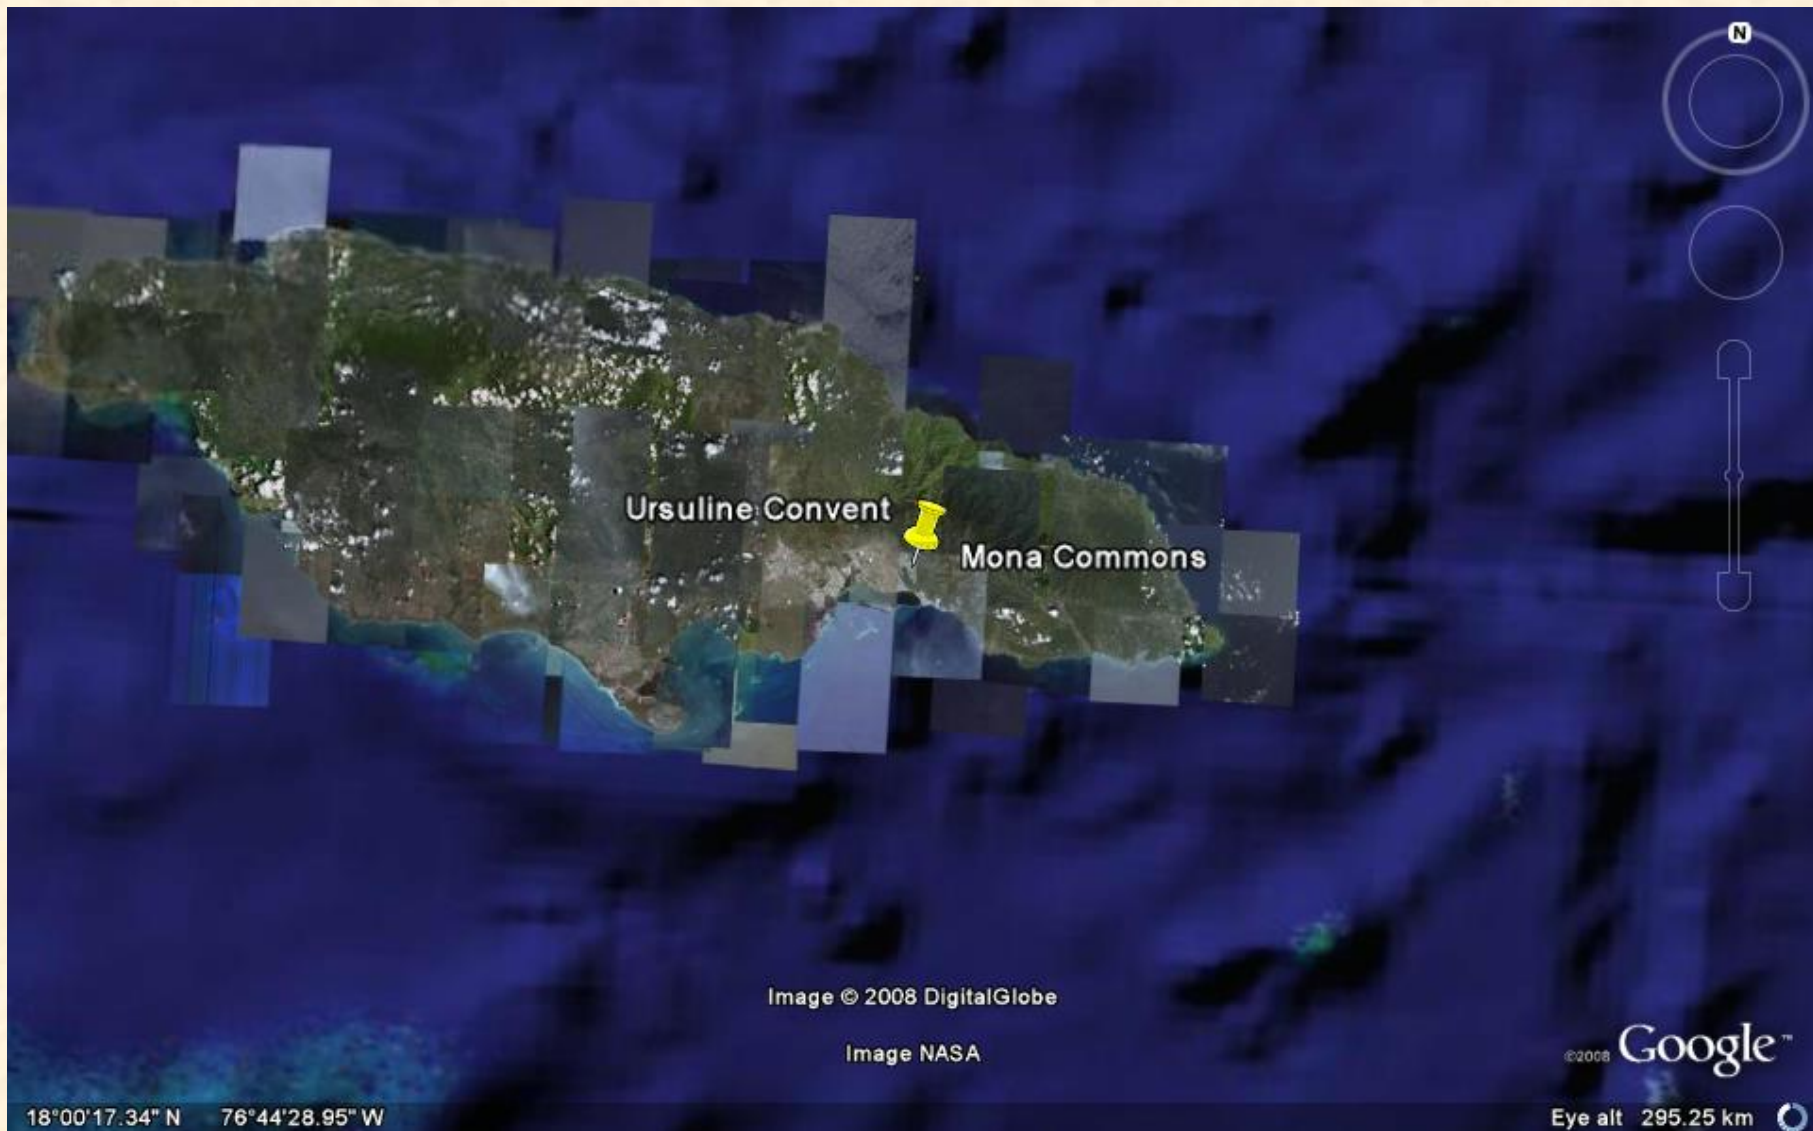 N
Ursuline Convent
Mona Commons
Image © 2008 DigitalGlobe
Image NASA
©2008 Google™
18°00'17.34" N 76°44'28.95" W
Eye alt 295.25 km